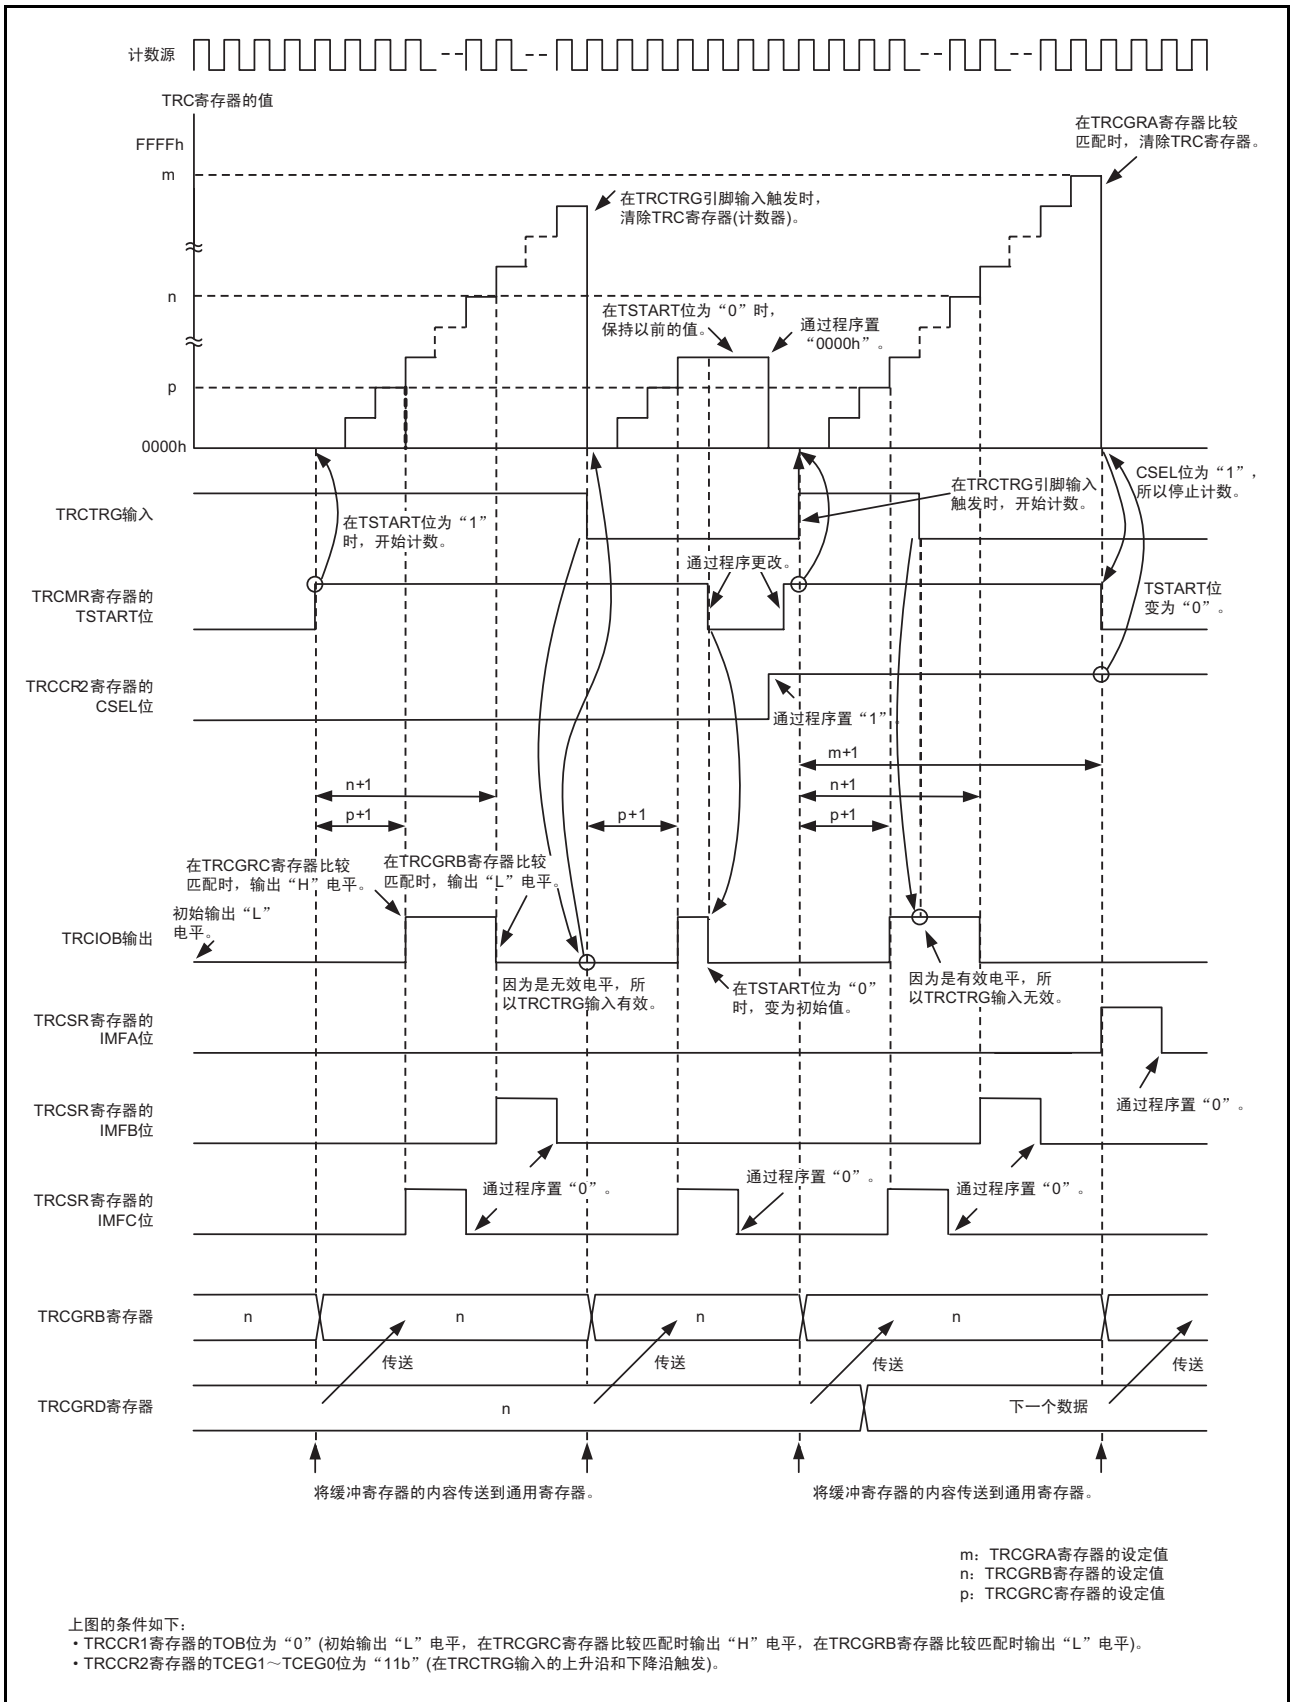 计数源
TRC寄存器的值
FFFFh
m
在TRCGRA寄存器比较
匹配时，清除TRC寄存器。
在TRCTRG引脚输入触发时，
清除TRC寄存器(计数器)。
n
在TSTART位为“0”时，
保持以前的值。
通过程序置
“0000h”。
p
0000h
TRCTRG输入
在TSTART位为“1”
时，开始计数。
在TRCTRG引脚输入
触发时，开始计数。
CSEL位为“1”，
所以停止计数。
通过程序更改。
TRCMR寄存器的
TSTART位
TSTART位
变为“0”。
TRCCR2寄存器的
CSEL位
通过程序置“1”。
m+1
n+1
n+1
p+1
p+1
p+1
在TRCGRC寄存器比较
匹配时，输出“H”电平。
在TRCGRB寄存器比较
匹配时，输出“L”电平。
初始输出“L”
电平。
TRCIOB输出
因为是无效电平，所
以TRCTRG输入有效。
在TSTART位为“0”
时，变为初始值。
因为是有效电平，所
以TRCTRG输入无效。
TRCSR寄存器的
IMFA位
通过程序置“0”。
TRCSR寄存器的
IMFB位
通过程序置“0”。
通过程序置“0”。
通过程序置“0”。
TRCSR寄存器的
IMFC位
通过程序置“0”。
TRCGRB寄存器
n
n
n
n
传送
传送
传送
传送
TRCGRD寄存器
n
下一个数据
将缓冲寄存器的内容传送到通用寄存器。
将缓冲寄存器的内容传送到通用寄存器。
m：TRCGRA寄存器的设定值
n：TRCGRB寄存器的设定值
p：TRCGRC寄存器的设定值
上图的条件如下：
・TRCCR1寄存器的TOB位为“0”(初始输出“L”电平，在TRCGRC寄存器比较匹配时输出“H”电平，在TRCGRB寄存器比较匹配时输出“L”电平)。
・TRCCR2寄存器的TCEG1～TCEG0位为“11b”(在TRCTRG输入的上升沿和下降沿触发)。